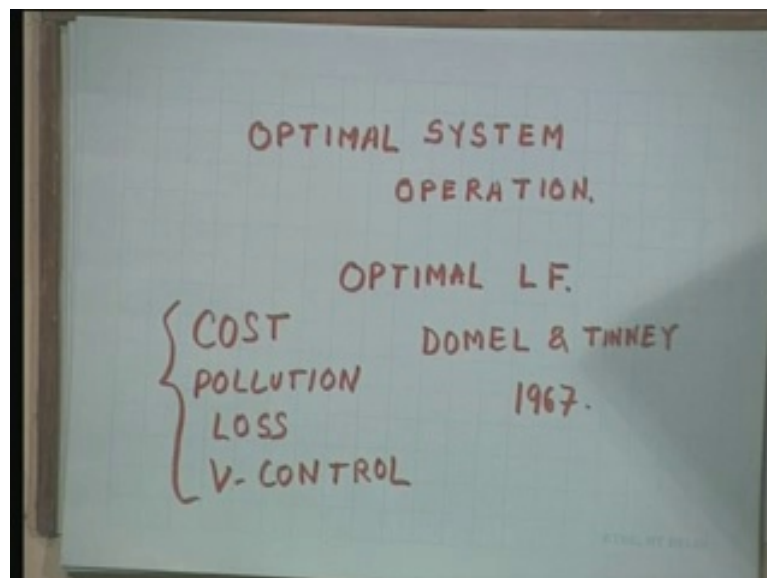 OPTIMAL SYSTEM
OPERATION.
OPTIMAL L F.
COST
DOMEL & TINNEY
POLLUTION
1967.
LOSS
V- CONTROL